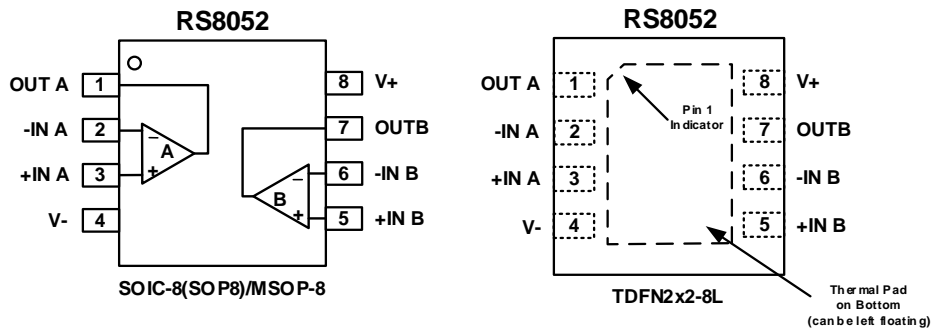 RS8052
OUT A 1
-IN A 2
+IN A 3
V- 4
8 V+
7 OUTB
6 -IN B
5 +IN B
A
B
− +
− +
SOIC-8(SOP8)/MSOP-8
RS8052
OUT A 1
-IN A 2
+IN A 3
V- 4
8 V+
7 OUTB
6 -IN B
5 +IN B
Pin 1
Indicator
TDFN2x2-8L
Thermal Pad
on Bottom
(can be left floating)